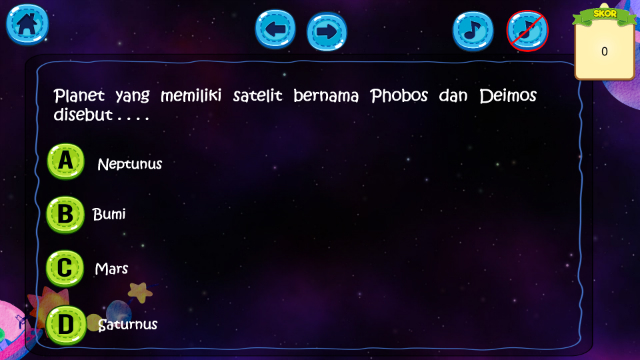 SKOR
0
Planet yang memiliki satelit bernama Phobos dan Deimos
disebut . . . .
A Neptunus
B Bumi
C Mars
D Saturnus